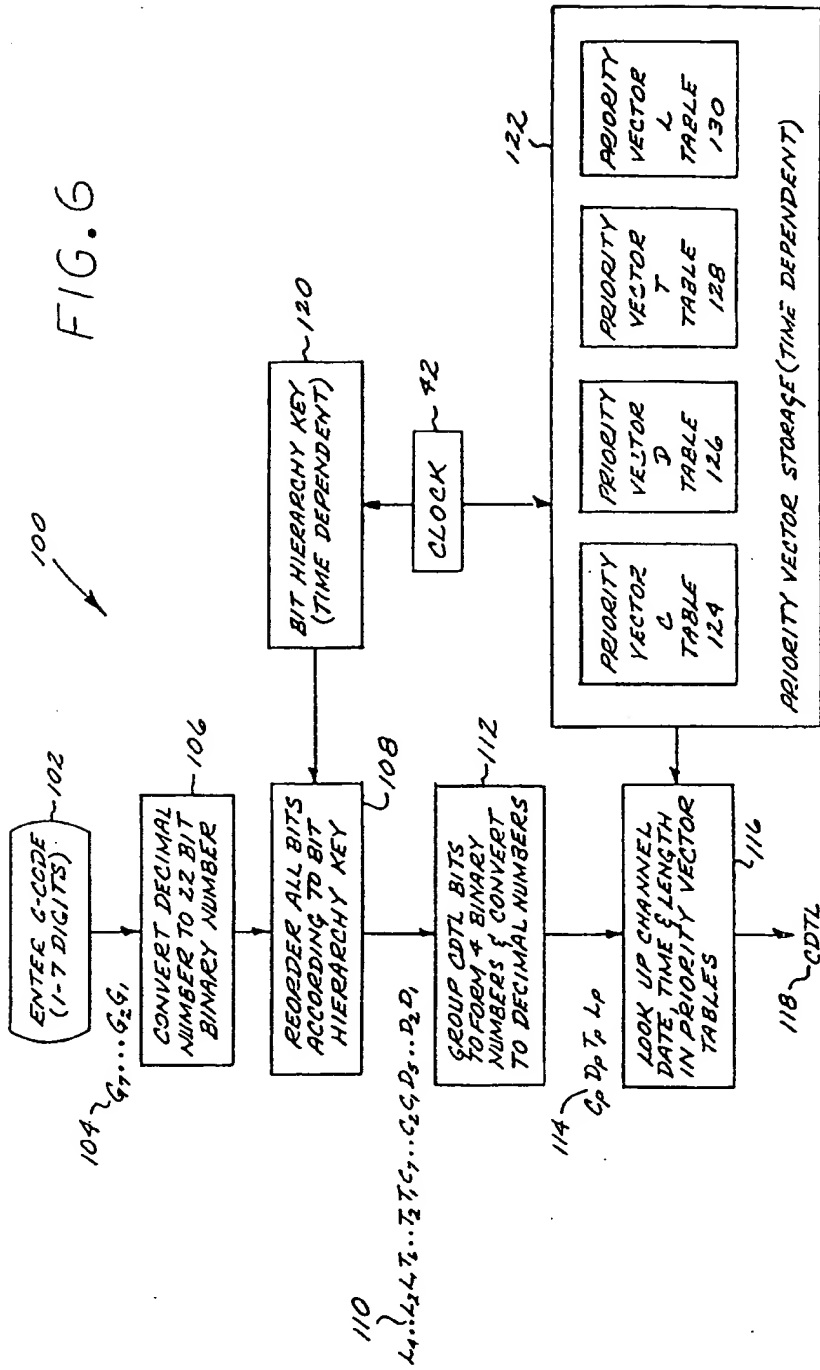 FIG. 6
100
ENTER G-CODE
(1-7 DIGITS)
102
104
G7...G2G1
CONVERT DECIMAL
NUMBER TO 22 BIT
BINARY NUMBER
106
REORDER ALL BITS
ACCORDING TO BIT
HIERARCHY KEY
108
BIT HIERARCHY KEY
(TIME DEPENDENT)
120
CLOCK
42
110
L4..L2L1T6..T2T1C7..C2C1D5..D2D1
GROUP CDTL BITS
TO FORM 4 BINARY
NUMBERS & CONVERT
TO DECIMAL NUMBERS
112
114
Cp Dp Tp Lp
LOOK UP CHANNEL
DATE, TIME & LENGTH
IN PRIORITY VECTOR
TABLES
116
118
CDTL
122
PRIORITY
VECTOR
C
TABLE
124
PRIORITY
VECTOR
D
TABLE
126
PRIORITY
VECTOR
T
TABLE
128
PRIORITY
VECTOR
L
TABLE
130
PRIORITY VECTOR STORAGE (TIME DEPENDENT)